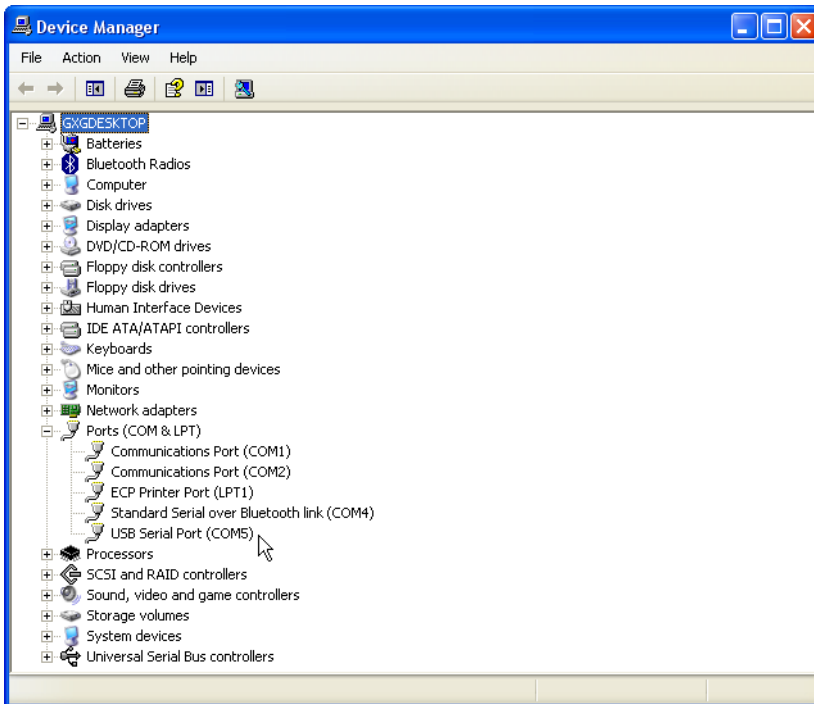 Device Manager
File Action View Help
GXGDESKTOP
Batteries
Bluetooth Radios
Computer
Disk drives
Display adapters
DVD/CD-ROM drives
Floppy disk controllers
Floppy disk drives
Human Interface Devices
IDE ATA/ATAPI controllers
Keyboards
Mice and other pointing devices
Monitors
Network adapters
Ports (COM & LPT)
Communications Port (COM1)
Communications Port (COM2)
ECP Printer Port (LPT1)
Standard Serial over Bluetooth link (COM4)
USB Serial Port (COM5)
Processors
SCSI and RAID controllers
Sound, video and game controllers
Storage volumes
System devices
Universal Serial Bus controllers